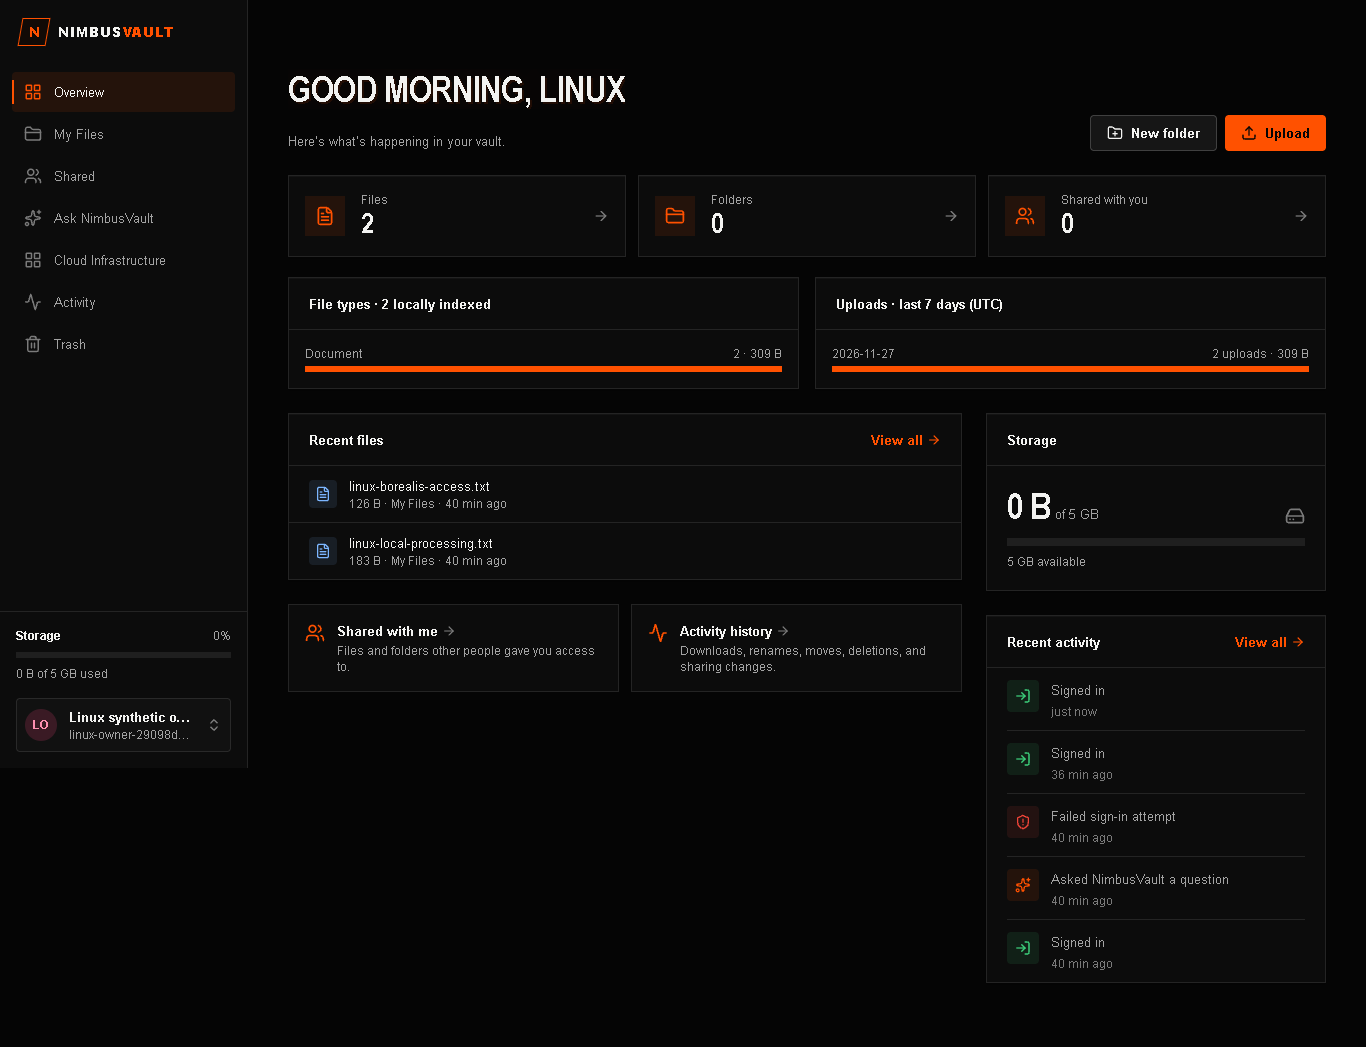 N NIMBUSVAULT
Overview
My Files
Shared
Ask NimbusVault
Cloud Infrastructure
Activity
Trash
Storage 0%
0 B of 5 GB used
LO
Linux synthetic o...
linux-owner-29098d...
GOOD MORNING, LINUX
Here's what's happening in your vault.
New folder
Upload
Files
2
Folders
0
Shared with you
0
File types · 2 locally indexed
Document 2 · 309 B
Uploads · last 7 days (UTC)
2026-11-27 2 uploads · 309 B
Recent files View all →
linux-borealis-access.txt
126 B · My Files · 40 min ago
linux-local-processing.txt
183 B · My Files · 40 min ago
Shared with me →
Files and folders other people gave you access
to.
Activity history →
Downloads, renames, moves, deletions, and
sharing changes.
Storage
0 B of 5 GB
5 GB available
Recent activity View all →
Signed in
just now
Signed in
36 min ago
Failed sign-in attempt
40 min ago
Asked NimbusVault a question
40 min ago
Signed in
40 min ago